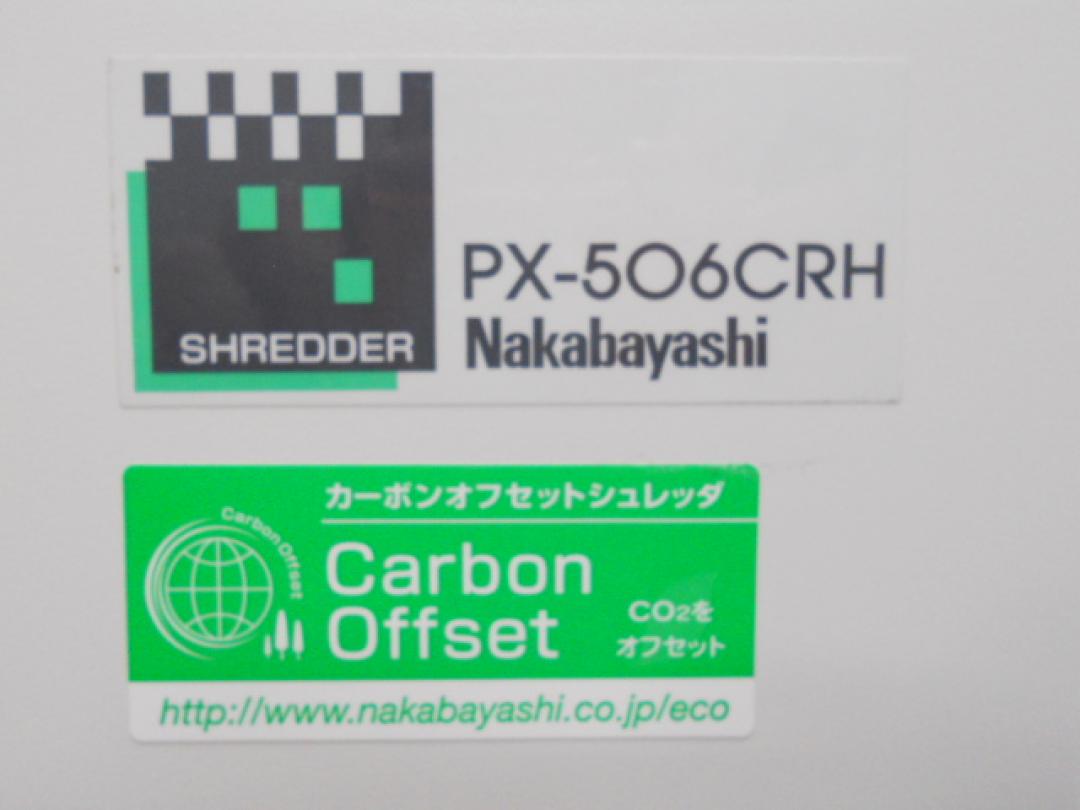 SHREDDER
PX-506CRH
Nakabayashi
カーボンオフセットシュレッダ
Carbon Offset
Carbon
Offset
CO2を
オフセット
http://www.nakabayashi.co.jp/eco